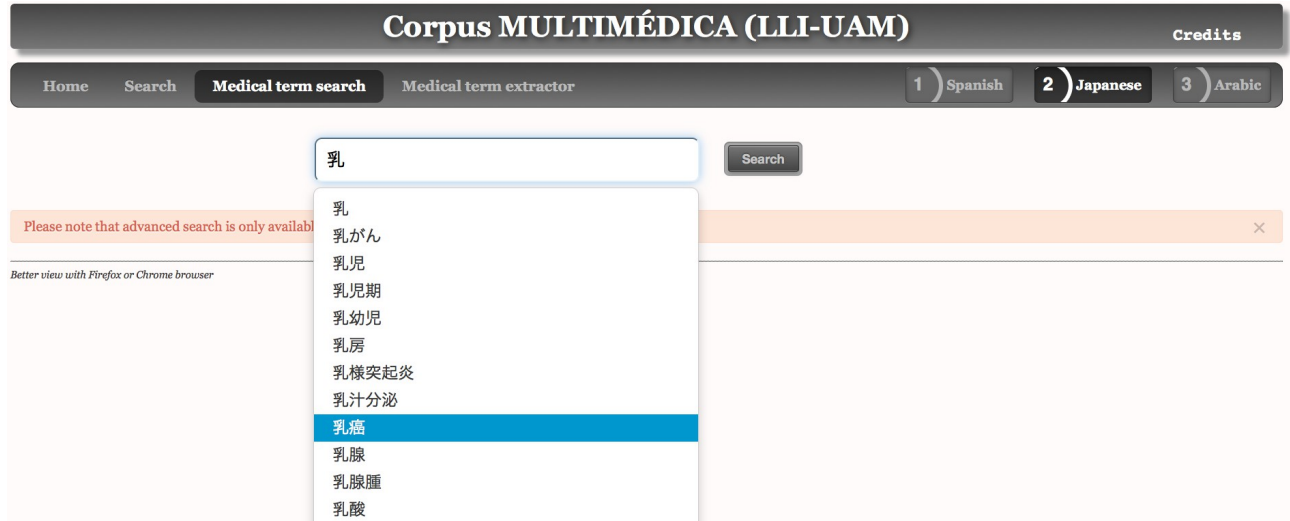 Corpus MULTIMÉDICA (LLI-UAM)
Credits
Home Search Medical term search Medical term extractor 1 Spanish 2 Japanese 3 Arabic
乳 Search
乳
Please note that advanced search is only availabl ×
乳がん
乳児
Better view with Firefox or Chrome browser
乳児期
乳幼児
乳房
乳様突起炎
乳汁分泌
乳癌
乳腺
乳腺腫
乳酸